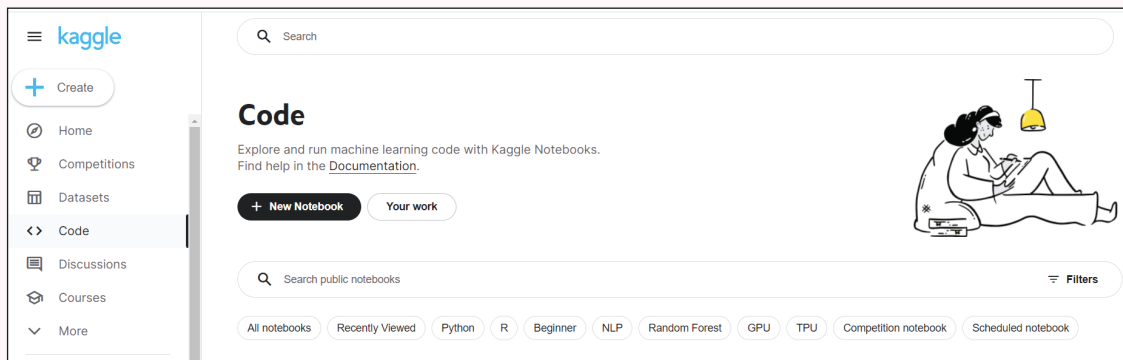 kaggle
Search
Create
Home
Competitions
Datasets
Code
Discussions
Courses
More
Code
Explore and run machine learning code with Kaggle Notebooks.
Find help in the Documentation.
+ New Notebook
Your work
Search public notebooks
Filters
All notebooks
Recently Viewed
Python
R
Beginner
NLP
Random Forest
GPU
TPU
Competition notebook
Scheduled notebook